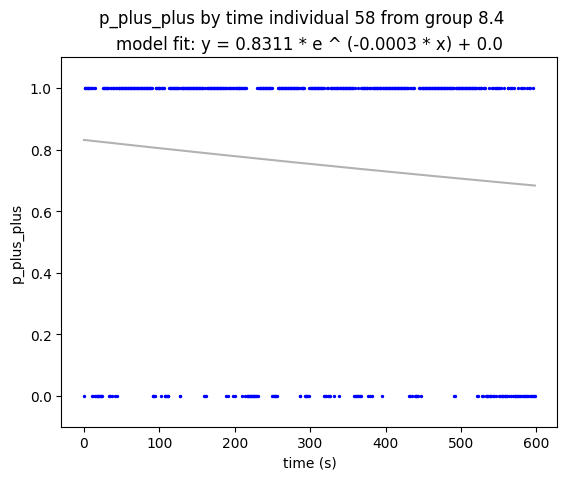 p_plus_plus by time individual 58 from group 8.4
model fit: y = 0.8311 * e ^ (-0.0003 * x) + 0.0
1.0
0.8
0.6
0.4
0.2
0.0
p_plus_plus
0 100 200 300 400 500 600
time (s)